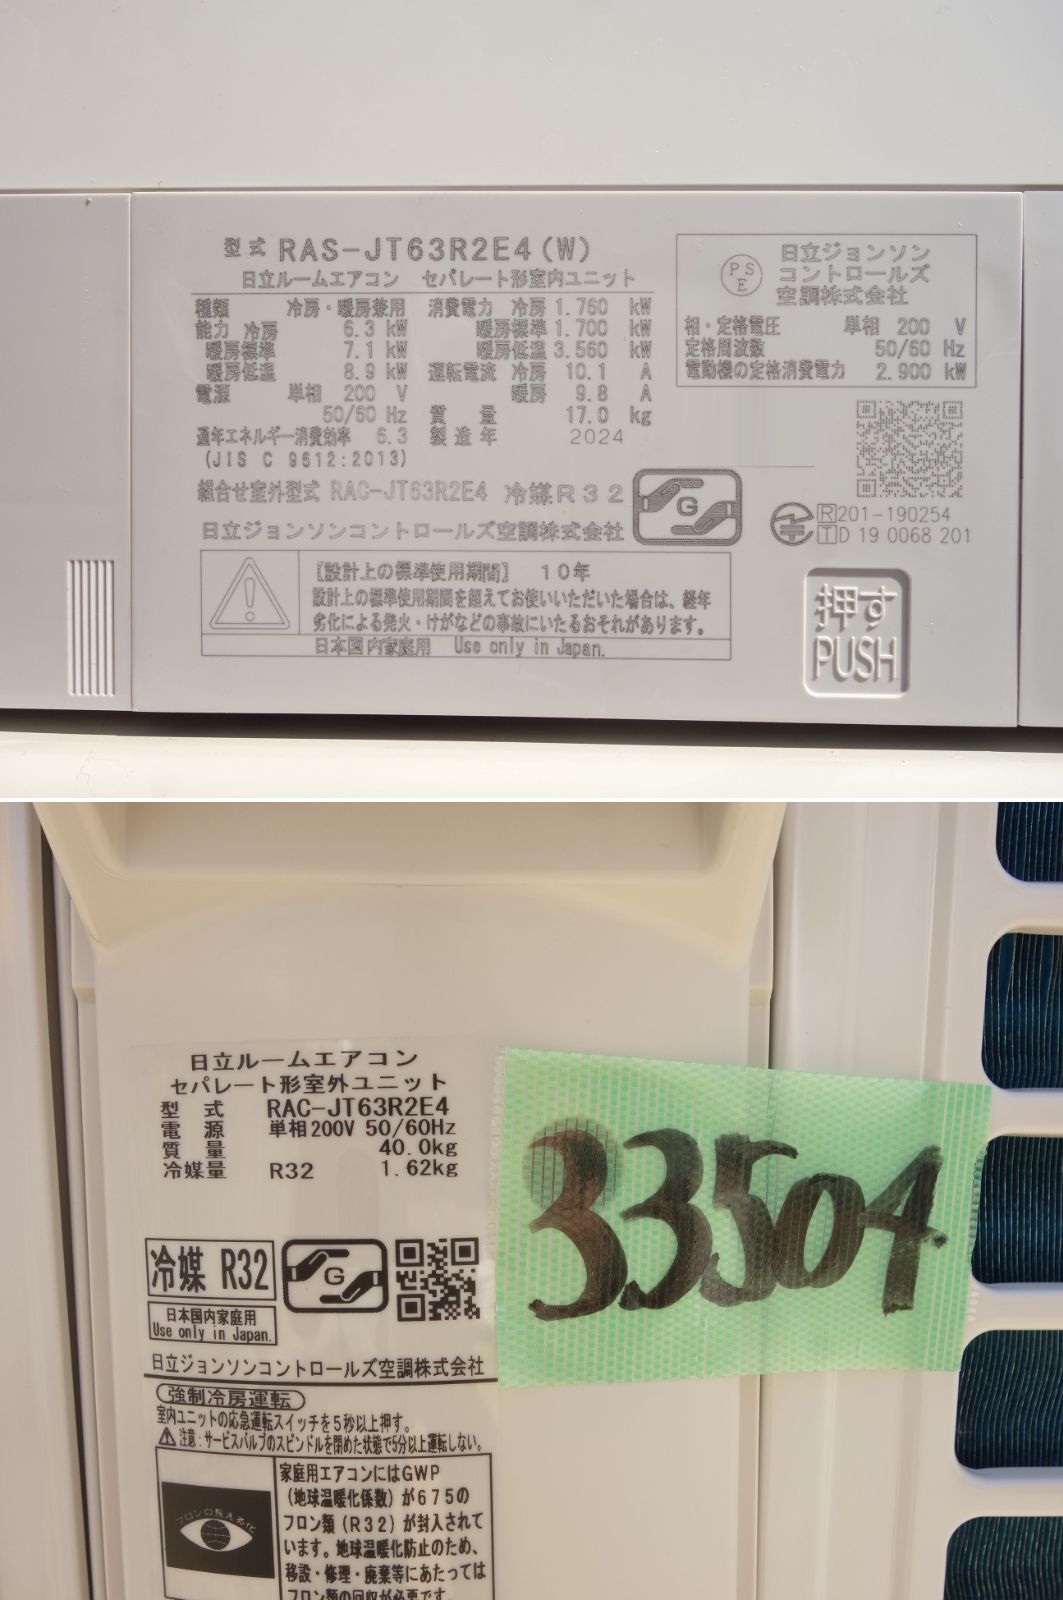 型式 RAS-JT63R2E4(W)
日立ルームエアコン セパレート形室内ユニット
種類 冷房・暖房兼用 消費電力 冷房 1.760 kW
能力 冷房 6.3 kW 暖房標準 1.700 kW
暖房標準 7.1 kW 暖房低温 3.560 kW
暖房低温 8.9 kW 運転電流 冷房 10.1 A
電源 単相 200 V 暖房 9.8 A
50/60 Hz 質量 17.0 kg
通年エネルギー消費効率 6.3 製造年 2024
(JIS C 9612:2013)
組合せ室外型式 RAC-JT63R2E4 冷媒R32
G
日立ジョンソンコントロールズ空調株式会社
[設計上の標準使用期間] 10年
設計上の標準使用期間を超えてお使いいただいた場合は、経年
劣化による発火・けがなどの事故にいたるおそれがあります。
日本国内家庭用 Use only in Japan.
PSE
日立ジョンソン
コントロールズ
空調株式会社
相・定格電圧 単相 200 V
定格周波数 50/60 Hz
電動機の定格消費電力 2.900 kW
R 201-190254
T D 19 0068 201
押す
PUSH
日立ルームエアコン
セパレート形室外ユニット
型式 RAC-JT63R2E4
電源 単相200V 50/60Hz
質量 40.0kg
冷媒量 R32 1.62kg
33504
冷媒 R32
G
日本国内家庭用
Use only in Japan.
日立ジョンソンコントロールズ空調株式会社
強制冷房運転
室内ユニットの応急運転スイッチを5秒以上押す。
注意:サービスバルブのスピンドルを閉めた状態で5分以上運転しない。
フロンの見える化
家庭用エアコンにはGWP
(地球温暖化係数)が675の
フロン類(R32)が封入されて
います。地球温暖化防止のため、
移設・修理・廃棄等にあたっては
フロン類の回収が必要です。